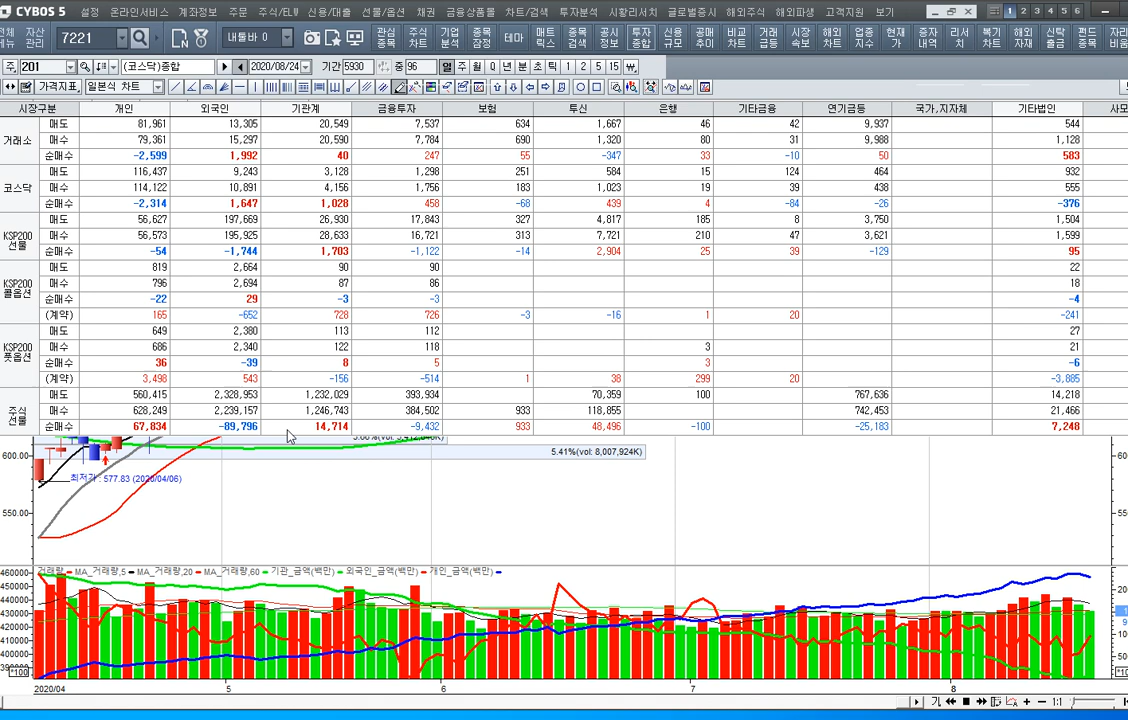 CYBOS 5 설정 온라인서비스 계좌정보 주문 주식/ELW 신용/대출 선물/옵션 채권 금융상품몰 차트/검색 투자분석 시황리서치 글로벌증시 해외주식 해외파생 고객지원 보기 1 2 3 4 5 6
전체 메뉴 자산 관리 7221 내툴바 0 관심 종목 주식 차트 기업 분석 종목 잠정 테마 매트 릭스 종목 검색 공시 정보 투자 종합 신용 규모 공매 추이 비교 차트 거래 급등 시장 속보 해외 차트 업종 지수 현재 가 증자 내역 리서 치 복기 차트 해외 자재 신탁 출금 펀드 종목
주 201 (코스닥)종합 2020/08/24 기간 5930 중 96 일 주 월 Q 년 분 초 틱 1 2 5 15
가격지표 일본식 차트
시장구분 개인 외국인 기관계 금융투자 보험 투신 은행 기타금융 연기금등 국가,지자체 기타법인 사모
거래소 매도 81,961 13,305 20,549 7,537 634 1,667 46 42 9,937 544
매수 79,361 15,297 20,590 7,784 690 1,320 80 31 9,988 1,128
순매수 -2,599 1,992 40 247 55 -347 33 -10 50 583
코스닥 매도 116,437 9,243 3,128 1,298 251 584 15 124 464 932
매수 114,122 10,891 4,156 1,756 183 1,023 19 39 438 555
순매수 -2,314 1,647 1,028 458 -68 439 4 -84 -26 -376
KSP200 선물 매도 56,627 197,669 26,930 17,843 327 4,817 185 8 3,750 1,504
매수 56,573 195,925 28,633 16,721 313 7,721 210 47 3,621 1,599
순매수 -54 -1,744 1,703 -1,122 -14 2,904 25 39 -129 95
KSP200 콜옵션 매도 819 2,664 90 90 22
매수 796 2,694 87 86 18
순매수 -22 29 -3 -3 -4
(계약) 165 -652 728 726 -3 -16 1 20 -241
KSP200 풋옵션 매도 649 2,380 113 112 27
매수 686 2,340 122 118 3 21
순매수 36 -39 8 5 3 -6
(계약) 3,498 543 -156 -514 1 38 299 20 -3,885
주식 선물 매도 560,415 2,328,953 1,232,029 393,934 70,359 100 767,636 14,218
매수 628,249 2,239,157 1,246,743 384,502 933 118,855 742,453 21,466
순매수 67,834 -89,796 14,714 -9,432 933 48,496 -100 -25,183 7,248
600.00 5.41%(vol: 8,007,924K)
최저가 : 577.83 (2020/04/06)
550.00
거래량 MA_거래량,5 MA_거래량,20 MA_거래량,60 기관_금액(백만) 외국인_금액(백만) 개인_금액(백만)
460000
450000
440000
430000
420000
410000
400000
*100
2020/04 5 6 7 8
1:1